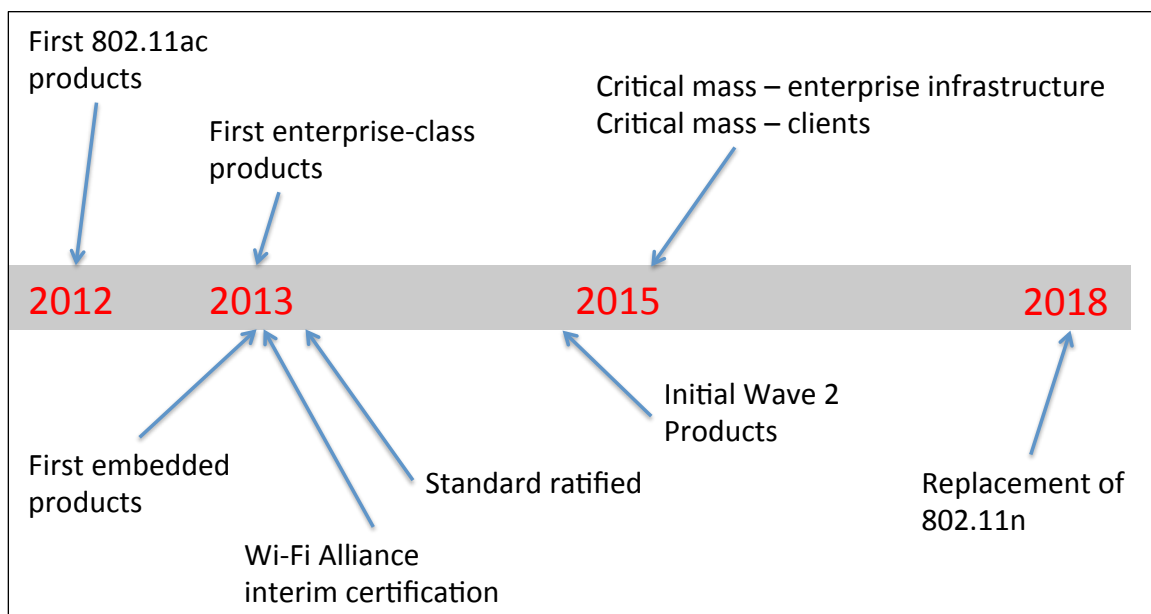 First 802.11ac
products
First enterprise-class
products
Critical mass – enterprise infrastructure
Critical mass – clients
2012
2013
2015
2018
First embedded
products
Wi-Fi Alliance
interim certification
Standard ratified
Initial Wave 2
Products
Replacement of
802.11n